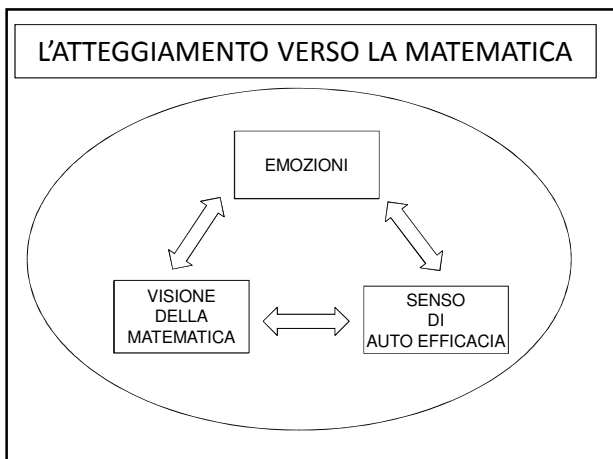 L'ATTEGGIAMENTO VERSO LA MATEMATICA
EMOZIONI
VISIONE
DELLA
MATEMATICA
SENSO
DI
AUTO EFFICACIA